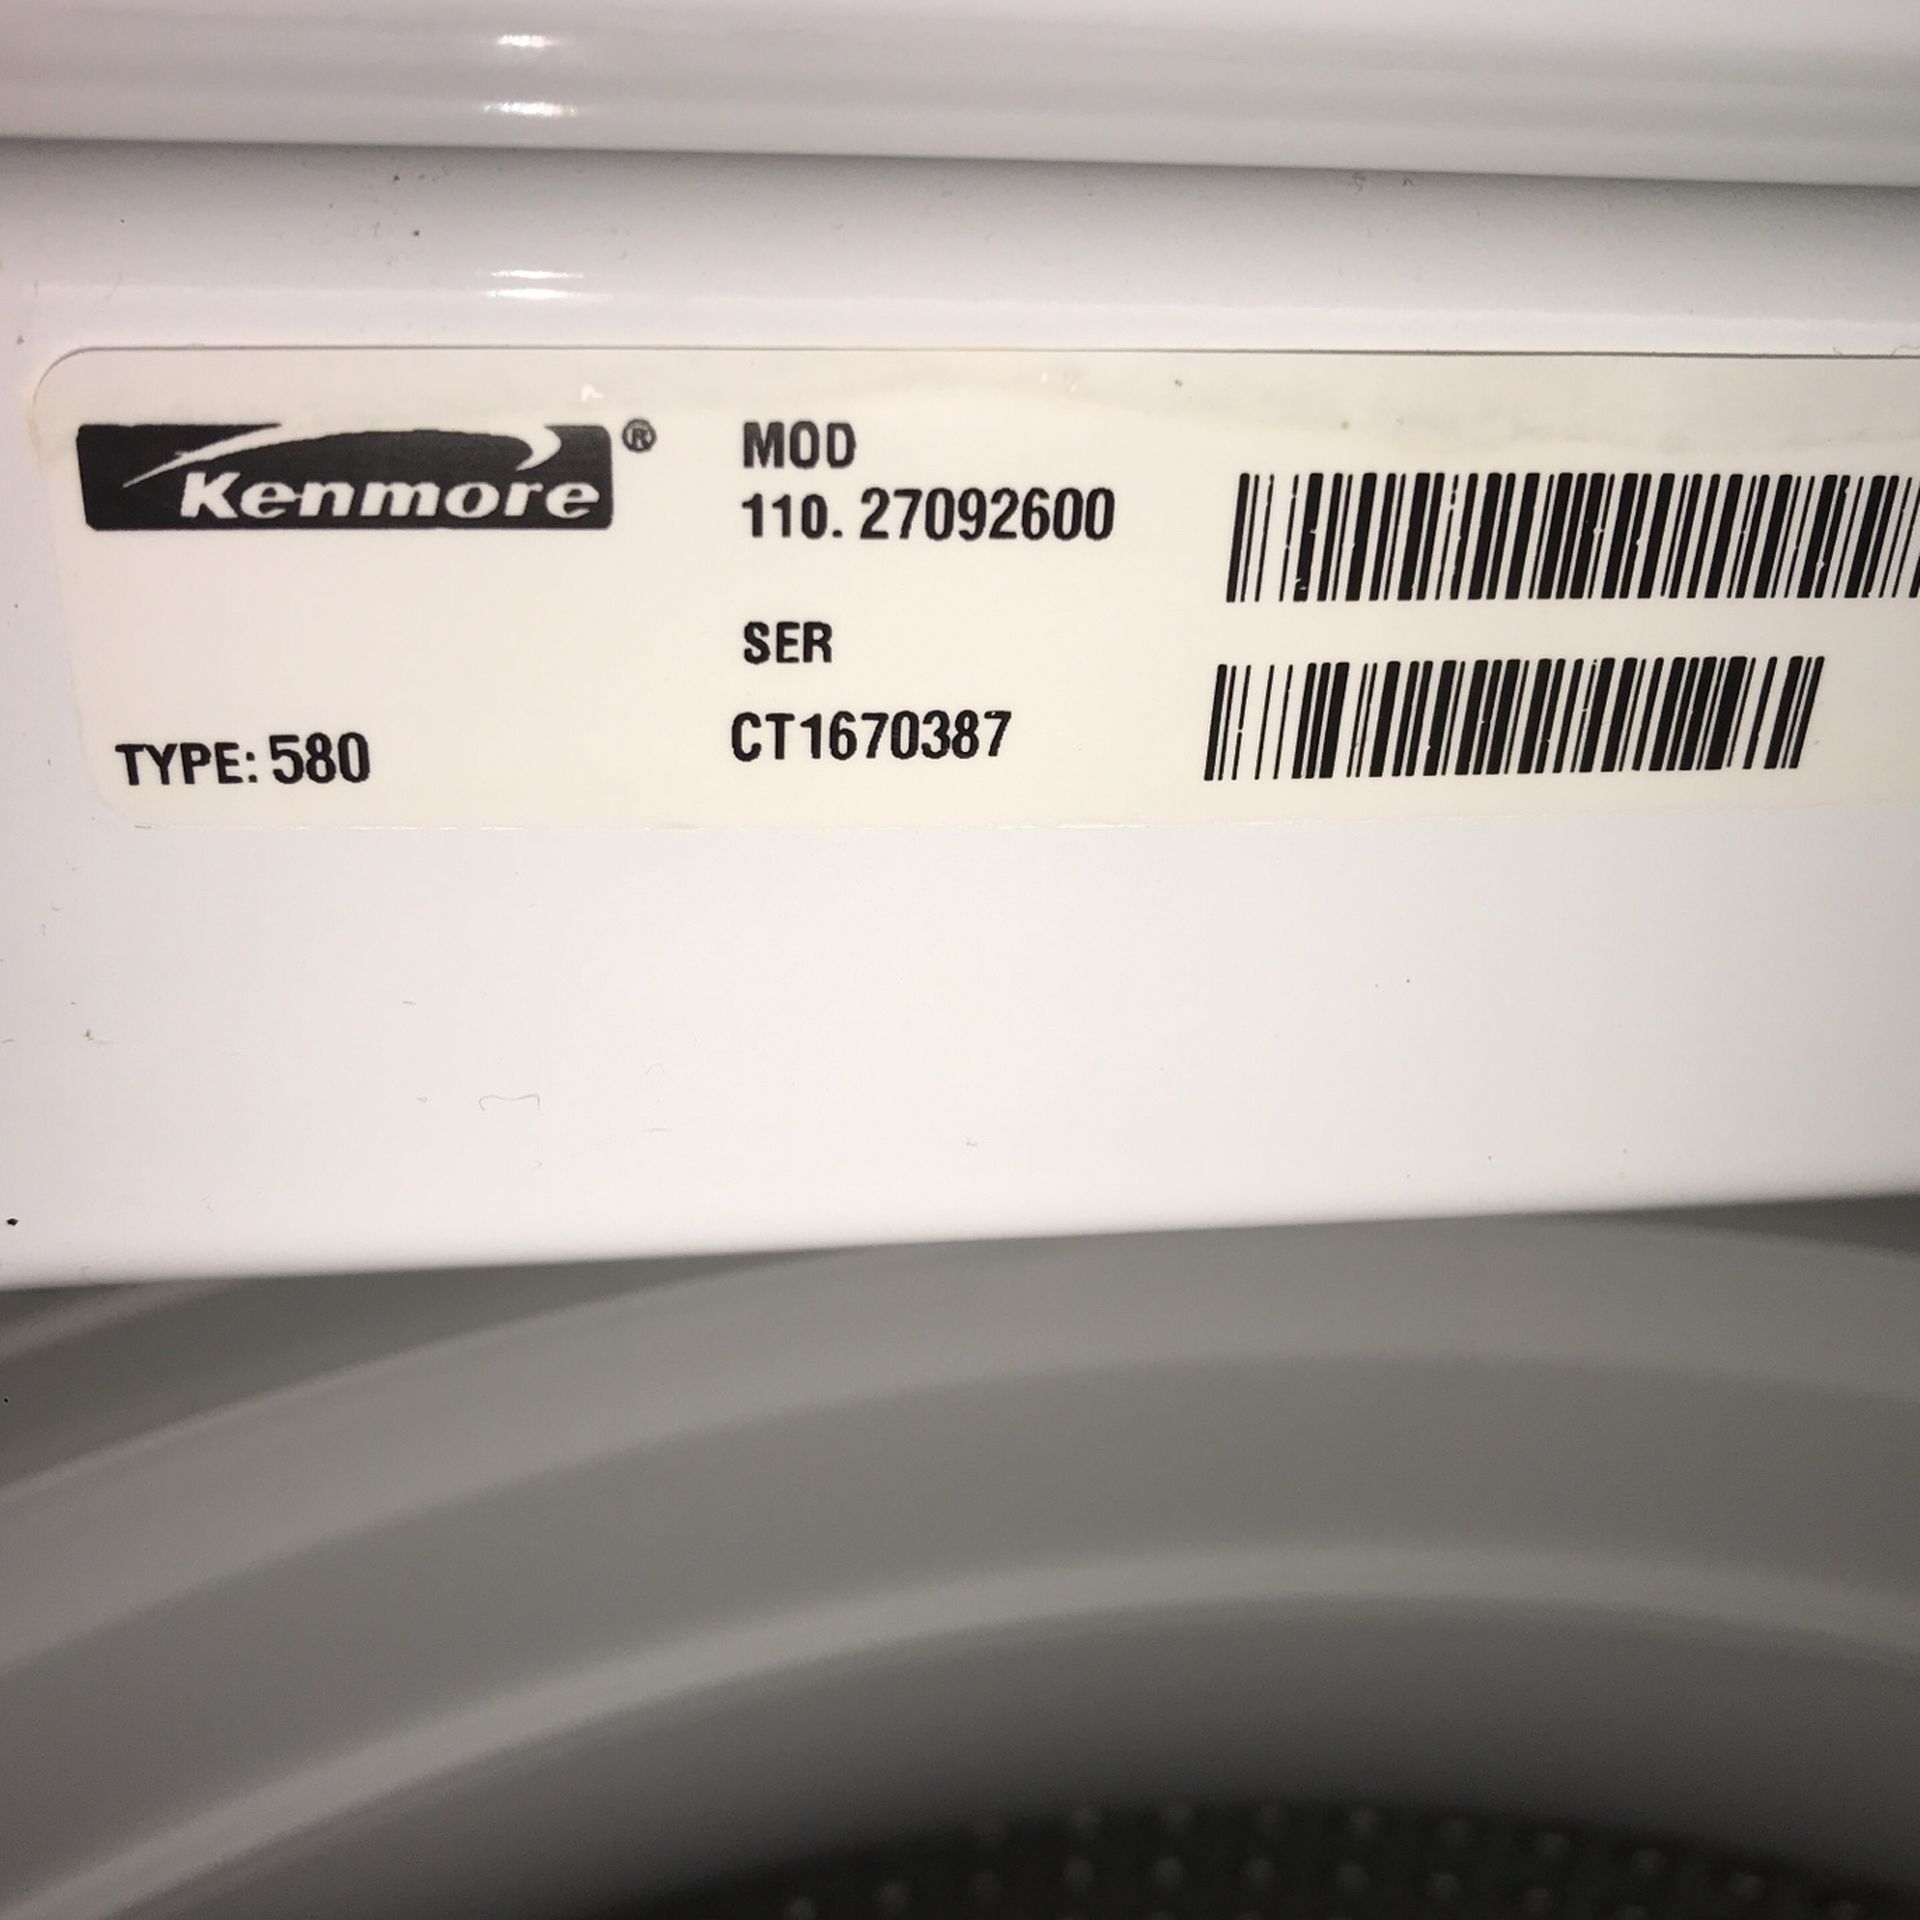 Kenmore®
MOD
110. 27092600
SER
CT1670387
TYPE: 580